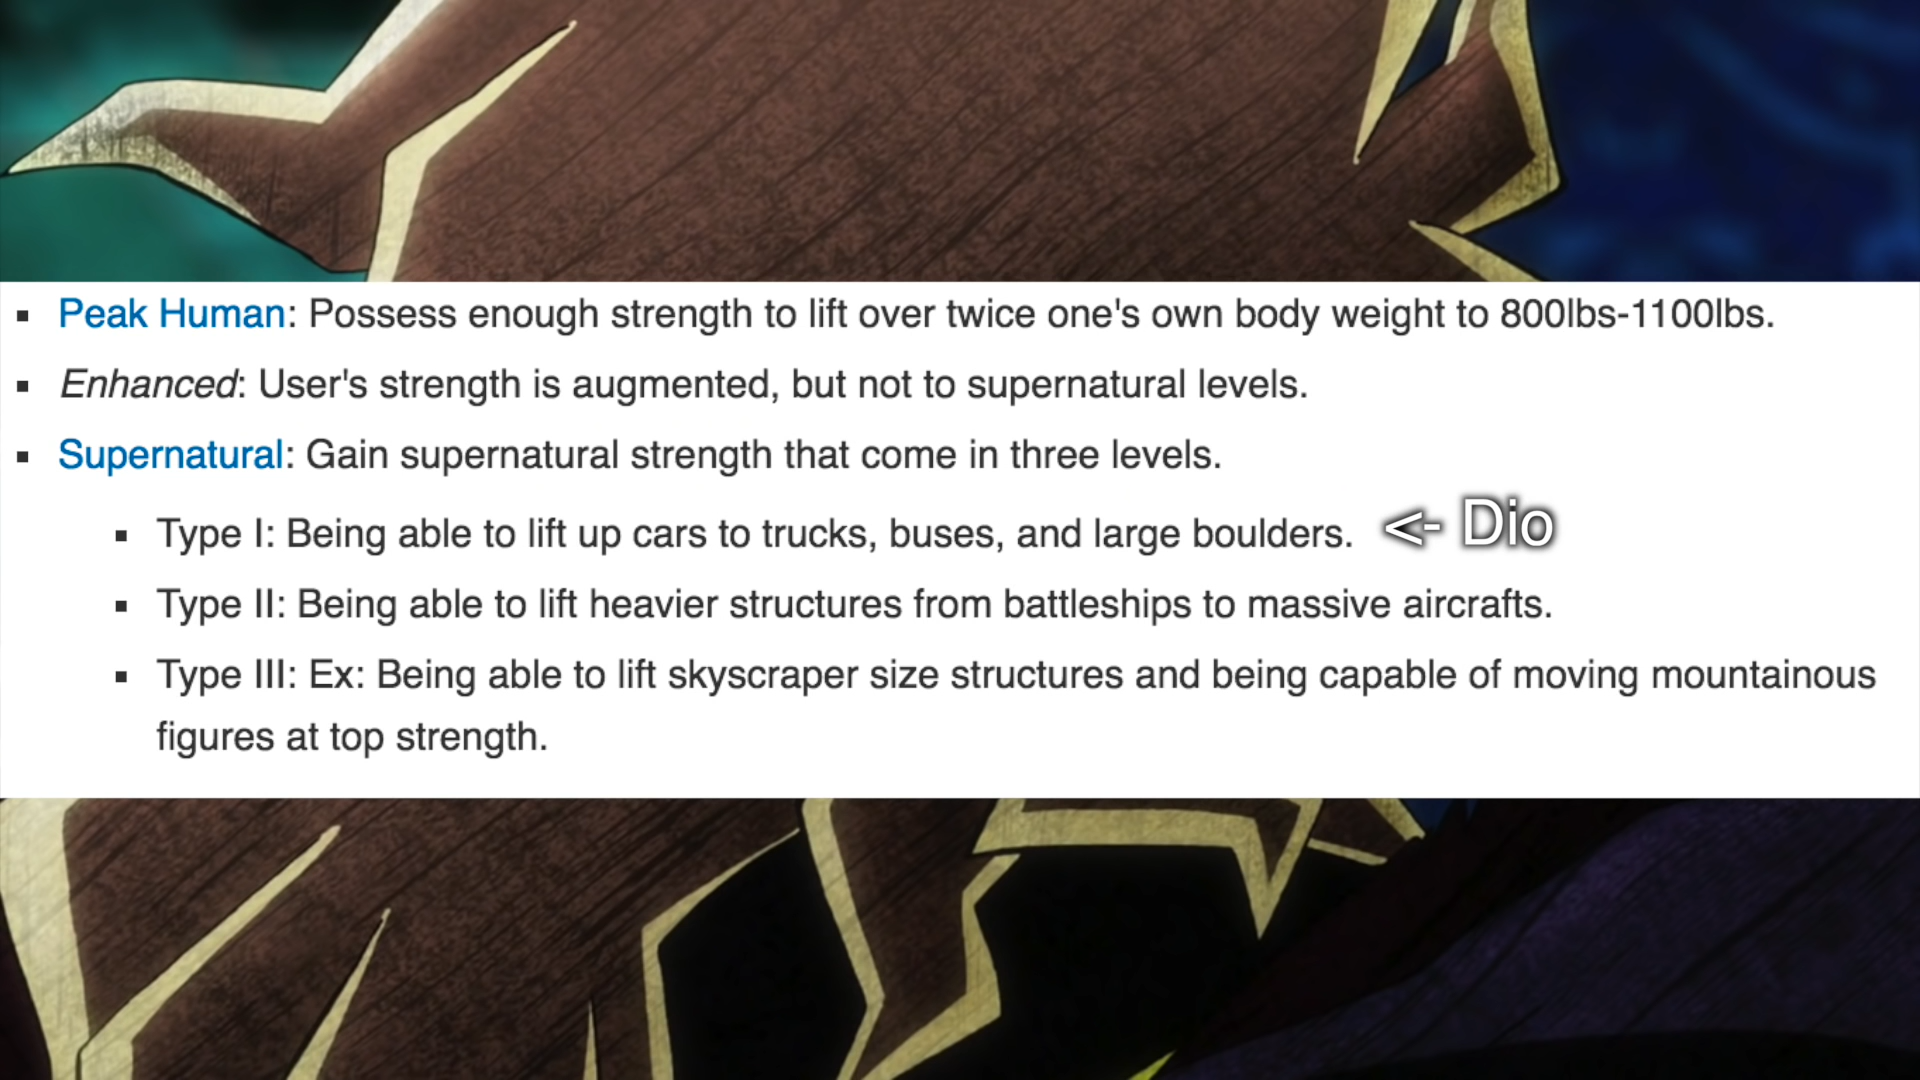 ▪ Peak Human: Possess enough strength to lift over twice one's own body weight to 800lbs-1100lbs.
▪ Enhanced: User's strength is augmented, but not to supernatural levels.
▪ Supernatural: Gain supernatural strength that come in three levels.
▪ Type I: Being able to lift up cars to trucks, buses, and large boulders. <- Dio
▪ Type II: Being able to lift heavier structures from battleships to massive aircrafts.
▪ Type III: Ex: Being able to lift skyscraper size structures and being capable of moving mountainous
figures at top strength.